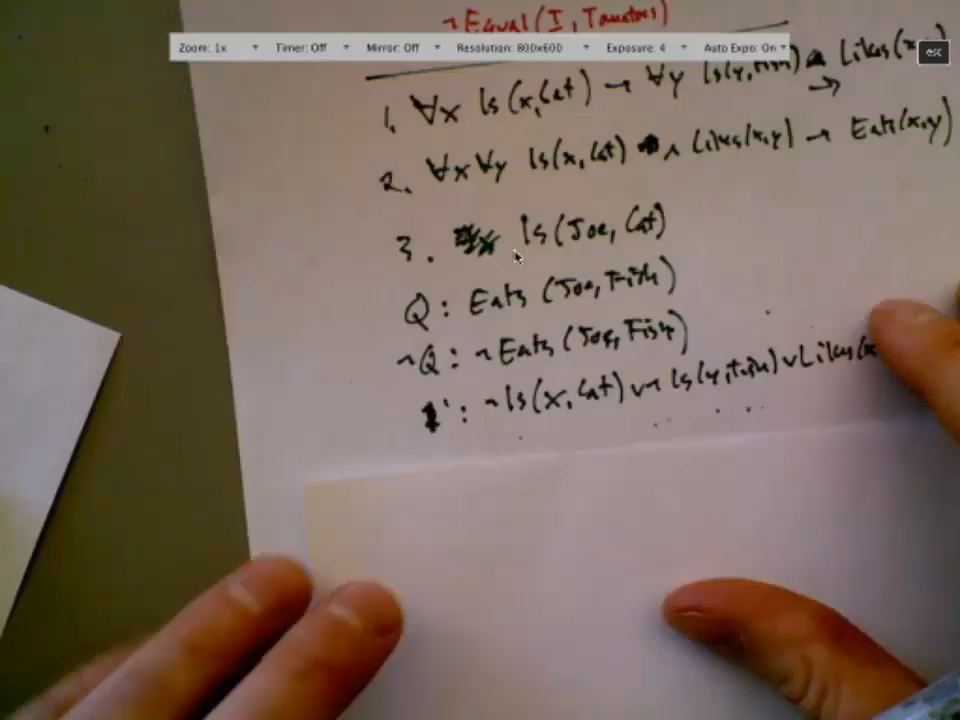 ¬Equal(I, Tomatoes)
Zoom: 1x Timer: Off Mirror: Off Resolution: 800x600 Exposure: 4 Auto Expo: On
esc
1. ∀x Is(x,Cat) → ∀y Is(y,Fish) → Likes(x
2. ∀x∀y Is(x,Cat) ∧ Likes(x,y) → Eats(x,y)
3. Is(Joe, Cat)
Q: Eats (Joe, Fish)
¬Q: ¬Eats (Joe, Fish)
1': ¬Is(x, Cat) ∨ ¬ Is(y, Fish) ∨ Likes(x